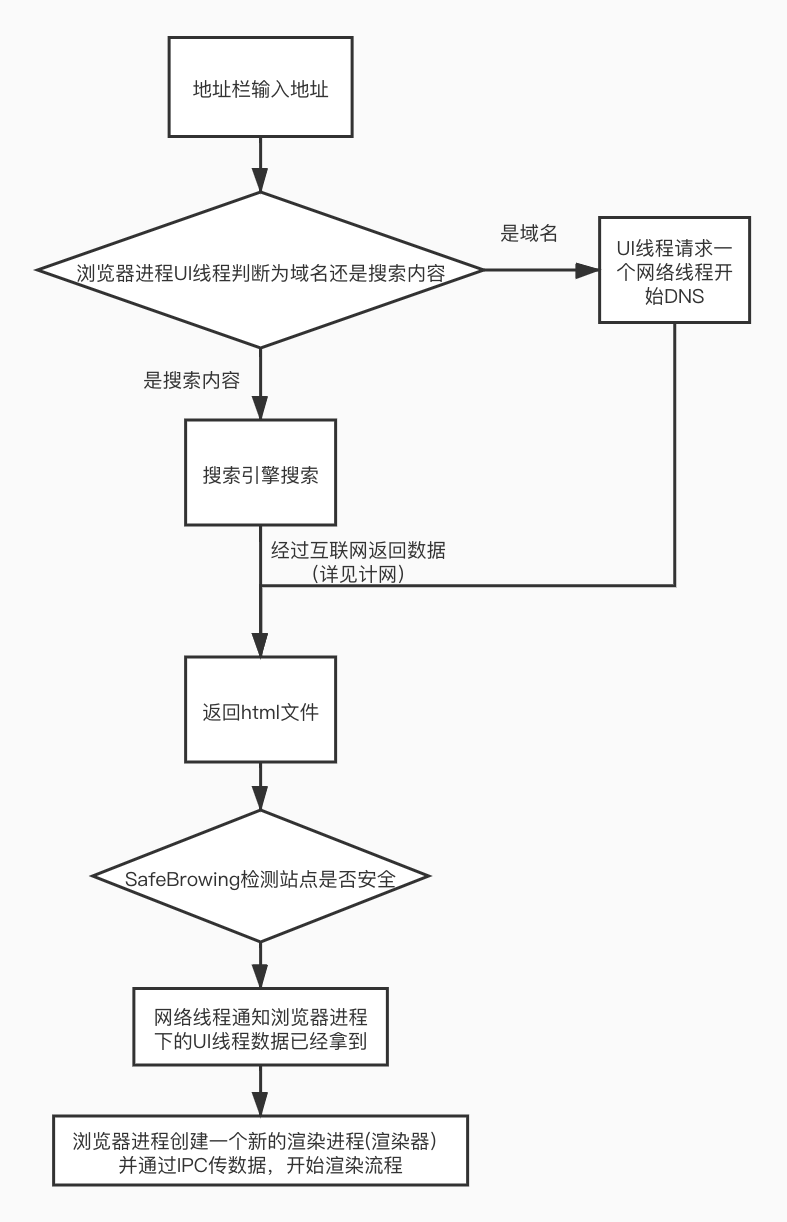 地址栏输入地址
浏览器进程UI线程判断为域名还是搜索内容
是域名
UI线程请求一
个网络线程开
始DNS
是搜索内容
搜索引擎搜索
经过互联网返回数据
(详见计网)
返回html文件
SafeBrowing检测站点是否安全
网络线程通知浏览器进程
下的UI线程数据已经拿到
浏览器进程创建一个新的渲染进程(渲染器)
并通过IPC传数据，开始渲染流程